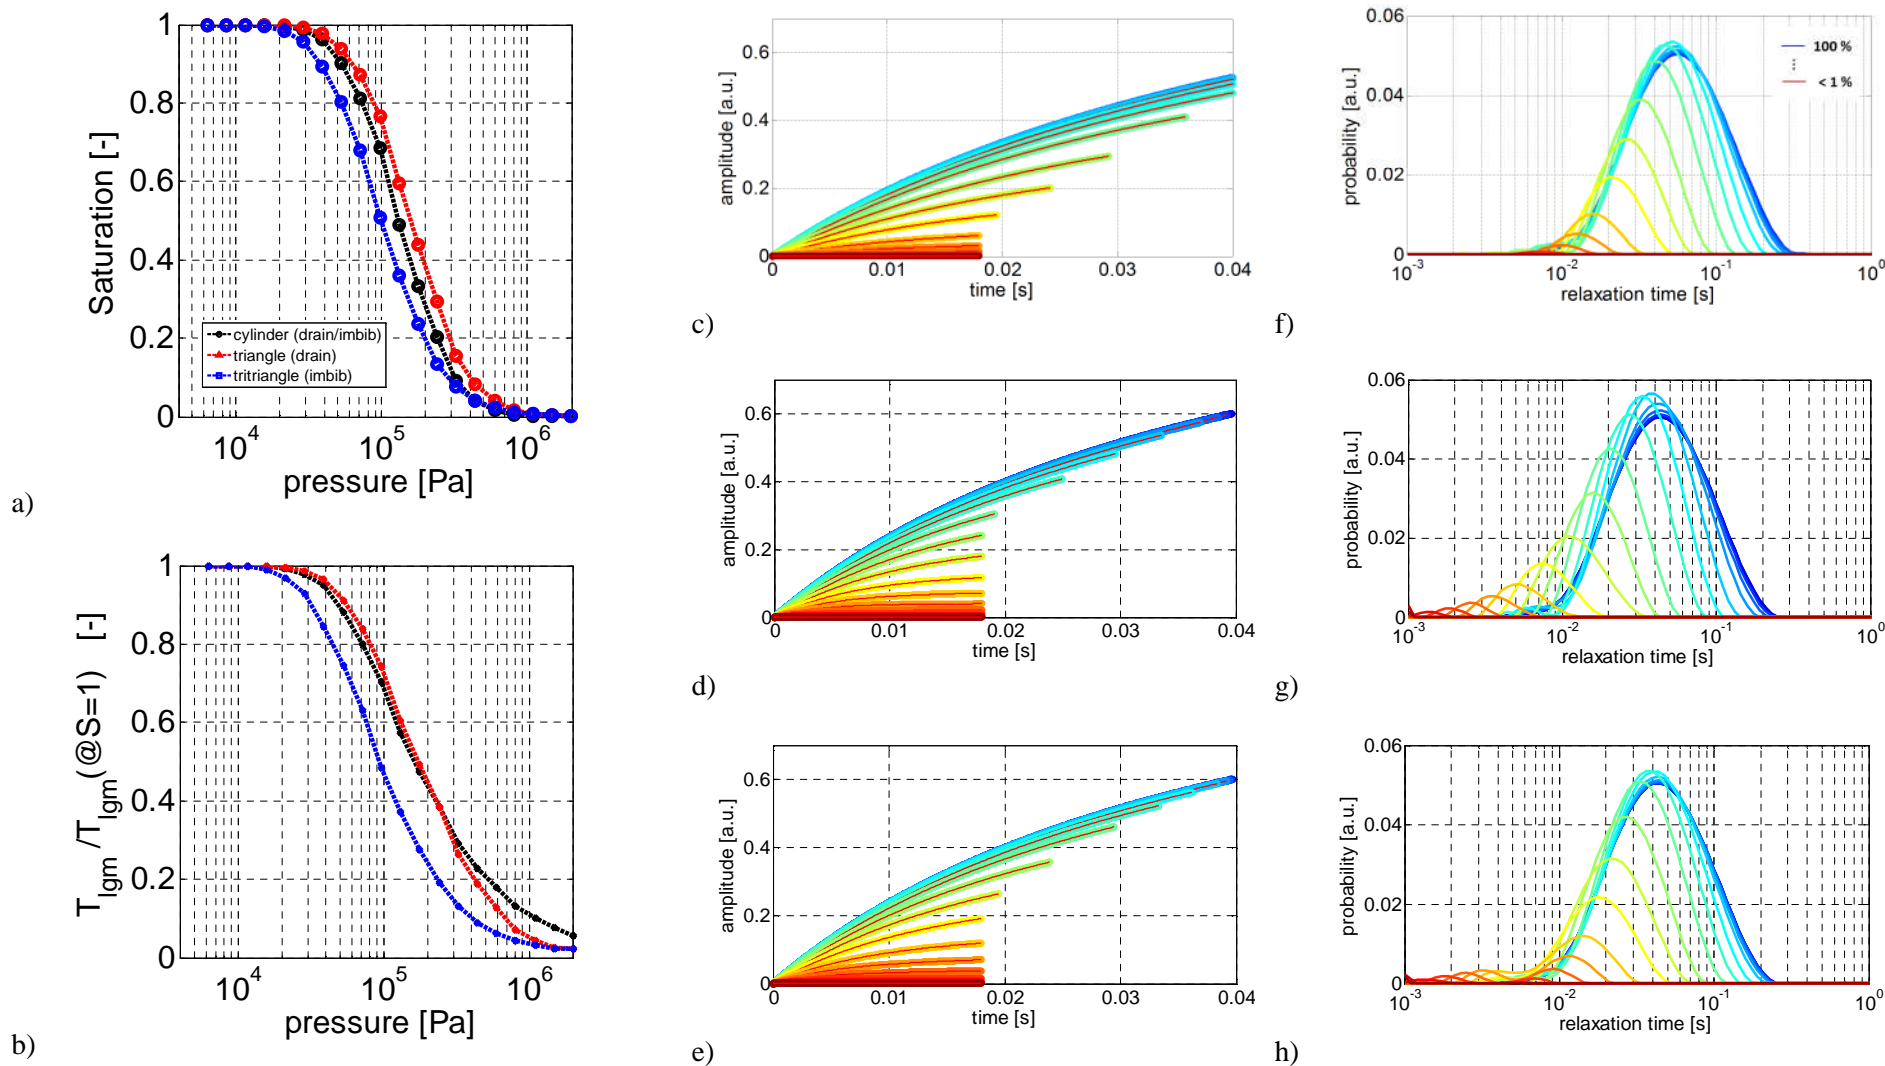 1
0.8
0.6
0.4
0.2
0
Saturation [-]
cylinder (drain/imbib)
triangle (drain)
tritriangle (imbib)
10^4
10^5
10^6
pressure [Pa]
a)
1
0.8
0.6
0.4
0.2
0
T_lgm /T_lgm(@S=1) [-]
10^4
10^5
10^6
pressure [Pa]
b)
0.6
0.4
0.2
0
amplitude [a.u.]
0
0.01
0.02
0.03
0.04
time [s]
c)
0.6
0.4
0.2
0
amplitude [a.u.]
0
0.01
0.02
0.03
0.04
time [s]
d)
0.6
0.4
0.2
0
amplitude [a.u.]
0
0.01
0.02
0.03
0.04
time [s]
e)
0.06
0.04
0.02
0
probability [a.u.]
100 %
⋮
< 1 %
10^-3
10^-2
10^-1
10^0
relaxation time [s]
f)
0.06
0.04
0.02
0
probability [a.u.]
10^-3
10^-2
10^-1
10^0
relaxation time [s]
g)
0.06
0.04
0.02
0
probability [a.u.]
10^-3
10^-2
10^-1
10^0
relaxation time [s]
h)